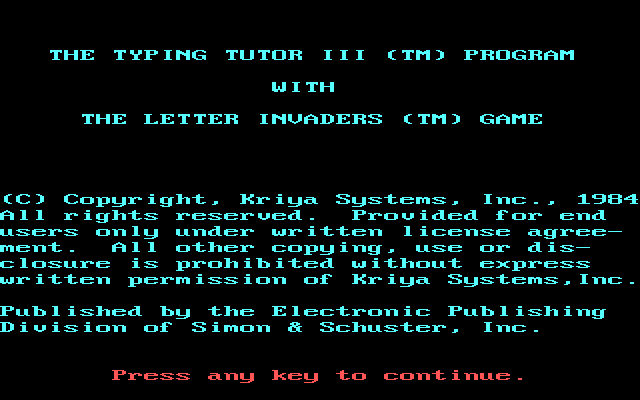 THE TYPING TUTOR III (TM) PROGRAM
WITH
THE LETTER INVADERS (TM) GAME
(C) Copyright, Kriya Systems, Inc., 1984
All rights reserved. Provided for end
users only under written license agree-
ment. All other copying, use or dis-
closure is prohibited without express
written permission of Kriya Systems,Inc.
Published by the Electronic Publishing
Division of Simon & Schuster, Inc.
Press any key to continue.